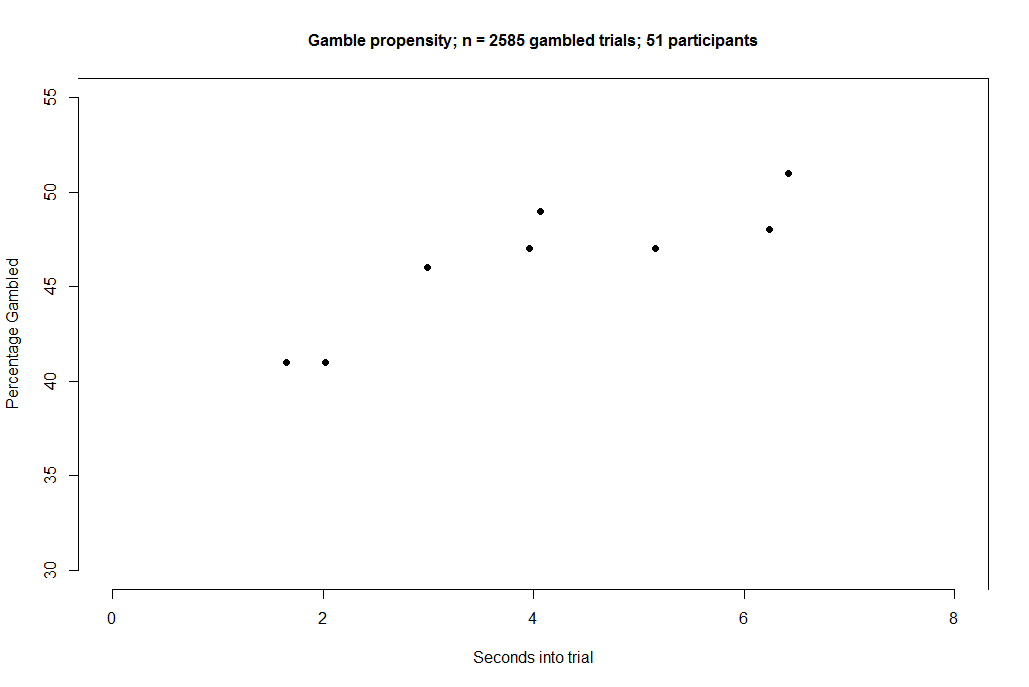 Gamble propensity; n = 2585 gambled trials; 51 participants
55
50
45
40
35
30
Percentage Gambled
0 2 4 6 8
Seconds into trial